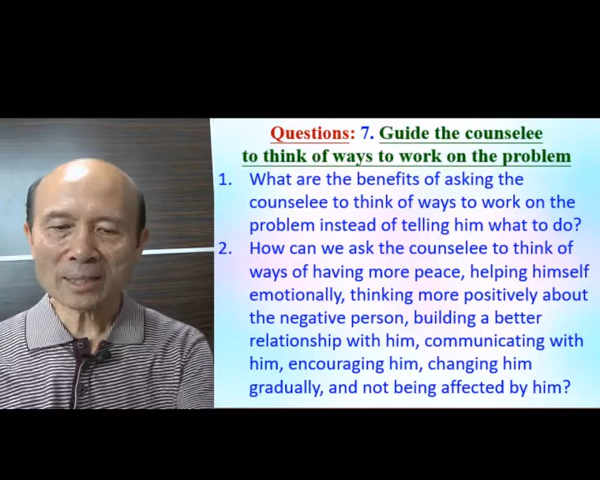 Questions: 7. Guide the counselee
to think of ways to work on the problem
1. What are the benefits of asking the
counselee to think of ways to work on the
problem instead of telling him what to do?
2. How can we ask the counselee to think of
ways of having more peace, helping himself
emotionally, thinking more positively about
the negative person, building a better
relationship with him, communicating with
him, encouraging him, changing him
gradually, and not being affected by him?